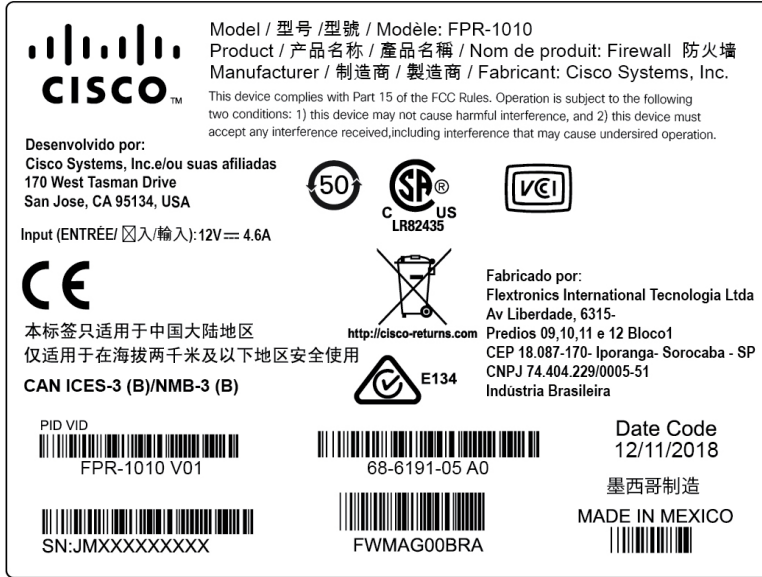 CISCO TM
Model / 型号 /型號 / Modèle: FPR-1010
Product / 产品名称 / 產品名稱 / Nom de produit: Firewall 防火墙
Manufacturer / 制造商 / 製造商 / Fabricant: Cisco Systems, Inc.
This device complies with Part 15 of the FCC Rules. Operation is subject to the following
two conditions: 1) this device may not cause harmful interference, and 2) this device must
accept any interference received,including interference that may cause undersired operation.
Desenvolvido por:
Cisco Systems, Inc.e/ou suas afiliadas
170 West Tasman Drive
San Jose, CA 95134, USA
Input (ENTRÉE/ ☒入/輸入):12V⎓ 4.6A
50
C SA ® US
LR82435
VCI
CE
本标签只适用于中国大陆地区
仅适用于在海拔两千米及以下地区安全使用
CAN ICES-3 (B)/NMB-3 (B)
http://cisco-returns.com
E134
Fabricado por:
Flextronics International Tecnologia Ltda
Av Liberdade, 6315-
Predios 09,10,11 e 12 Bloco1
CEP 18.087-170- Iporanga- Sorocaba - SP
CNPJ 74.404.229/0005-51
Indústria Brasileira
PID VID
FPR-1010 V01
68-6191-05 A0
Date Code
12/11/2018
墨西哥制造
MADE IN MEXICO
SN:JMXXXXXXXXX
FWMAG00BRA